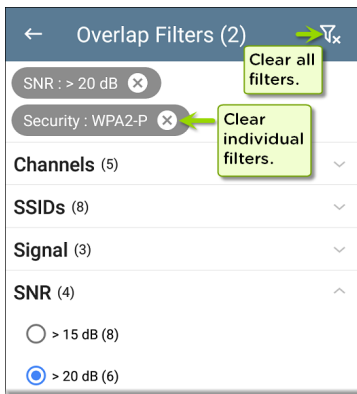 Overlap Filters (2)
Clear all
filters.
SNR : > 20 dB
Security : WPA2-P
Clear
individual
filters.
Channels (5)
SSIDs (8)
Signal (3)
SNR (4)
> 15 dB (8)
> 20 dB (6)